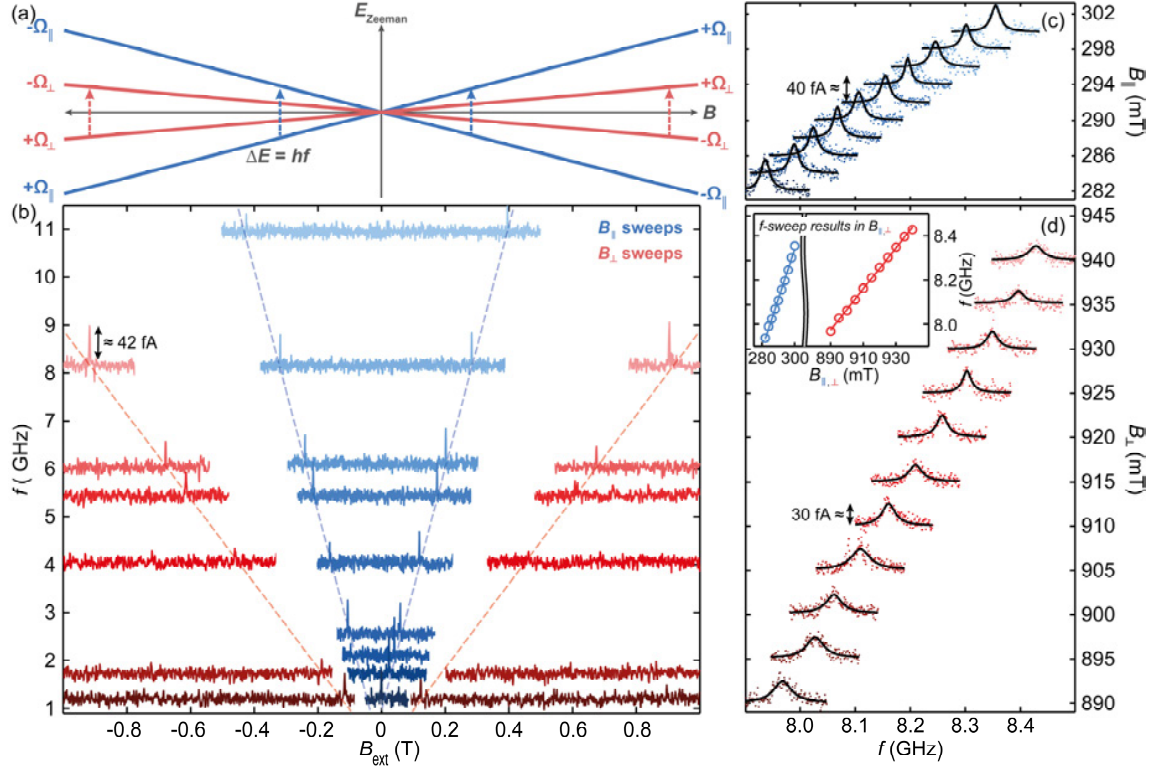 (a)
E_Zeeman
-Ω∥
+Ω∥
-Ω⊥
+Ω⊥
B
+Ω⊥
-Ω⊥
ΔE = hf
+Ω∥
-Ω∥
(b)
B∥ sweeps
B⊥ sweeps
≈ 42 fA
11
10
9
8
7
6
5
4
3
2
1
f ( GHz)
-0.8 -0.6 -0.4 -0.2 0 0.2 0.4 0.6 0.8
B_ext (T)
(c)
40 fA ≈
302
298
294
290
286
282
B∥ (mT)
(d)
f-sweep results in B∥,⊥
8.4
8.2
8.0
f (GHz)
280 300 890 910 930
B∥,⊥ (mT)
30 fA ≈
945
940
935
930
925
920
915
910
905
900
895
890
B⊥ (mT)
8.0 8.1 8.2 8.3 8.4
f (GHz)